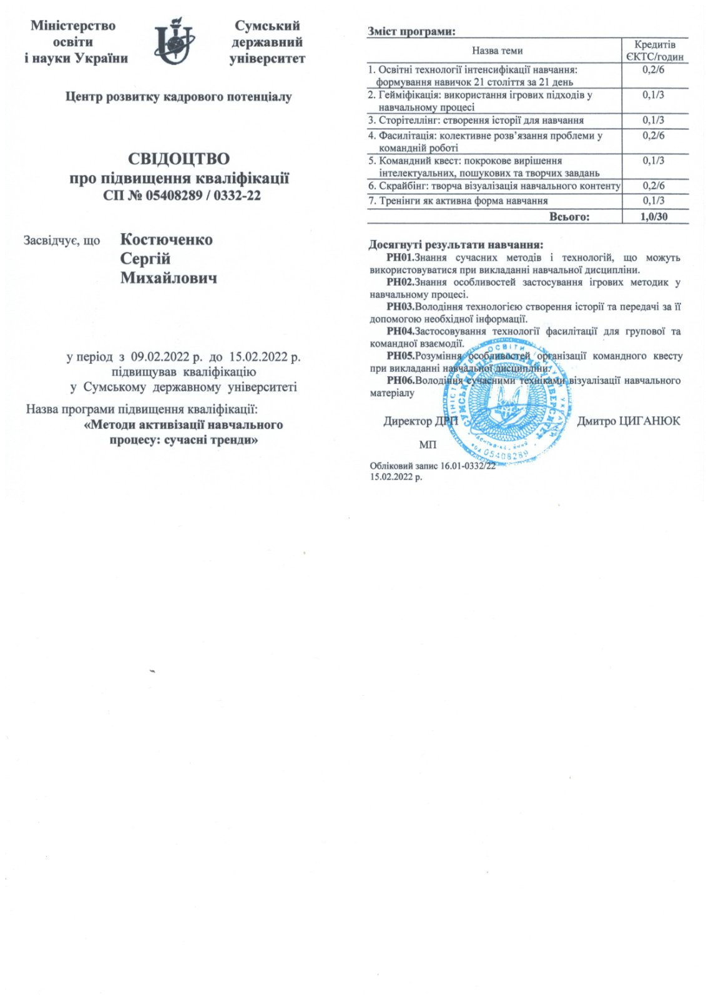 Міністерство
освіти
і науки України
Сумський
державний
університет
Центр розвитку кадрового потенціалу
СВІДОЦТВО
про підвищення кваліфікації
СП № 05408289 / 0332-22
Засвідчує, що Костюченко
Сергій
Михайлович
у період з 09.02.2022 р. до 15.02.2022 р.
підвищував кваліфікацію
у Сумському державному університеті
Назва програми підвищення кваліфікації:
«Методи активізації навчального
процесу: сучасні тренди»
Зміст програми:
Назва теми Кредитів
ЄКТС/годин
1. Освітні технології інтенсифікації навчання: 0,2/6
формування навичок 21 століття за 21 день
2. Гейміфікація: використання ігрових підходів у 0,1/3
навчальному процесі
3. Сторітеллінг: створення історії для навчання 0,1/3
4. Фасилітація: колективне розв’язання проблеми у 0,2/6
командній роботі
5. Командний квест: покрокове вирішення 0,1/3
інтелектуальних, пошукових та творчих завдань
6. Скрайбінг: творча візуалізація навчального контенту 0,2/6
7. Тренінги як активна форма навчання 0,1/3
Всього: 1,0/30
Досягнуті результати навчання:
РН01.Знання сучасних методів і технологій, що можуть
використовуватися при викладанні навчальної дисципліни.
РН02.Знання особливостей застосування ігрових методик у
навчальному процесі.
РН03.Володіння технологією створення історії та передачі за її
допомогою необхідної інформації.
РН04.Застосовування технології фасилітації для групової та
командної взаємодії.
РН05.Розуміння особливостей організації командного квесту
при викладанні навчальної дисципліни.
РН06.Володіння сучасними техніками візуалізації навчального
матеріалу
Директор ДРП Дмитро ЦИГАНЮК
МП
Обліковий запис 16.01-0332/22
15.02.2022 р.
МІНІСТЕРСТВО ОСВІТИ І НАУКИ УКРАЇНИ
СУМСЬКИЙ ДЕРЖАВНИЙ УНІВЕРСИТЕТ
код 05408289